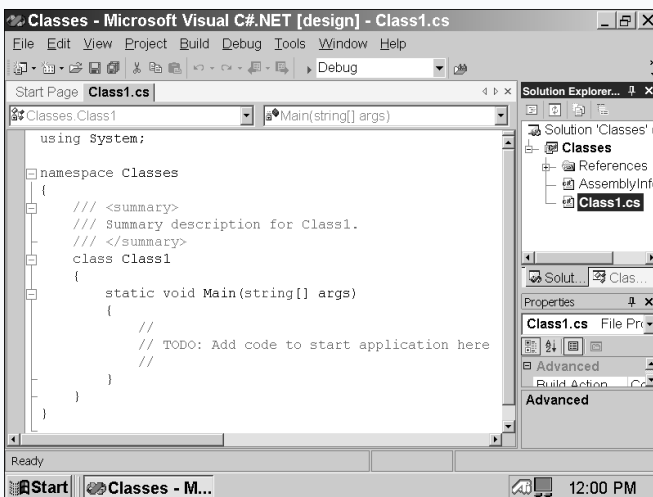 Classes - Microsoft Visual C#.NET [design] - Class1.cs
File Edit View Project Build Debug Tools Window Help
Debug
Start Page Class1.cs
Solution Explorer...
Classes.Class1
Main(string[] args)
Solution 'Classes'
Classes
References
AssemblyInf
Class1.cs
using System;
namespace Classes
{
/// <summary>
/// Summary description for Class1.
/// </summary>
class Class1
{
static void Main(string[] args)
{
//
// TODO: Add code to start application here
//
}
}
}
Solut... Clas...
Properties
Class1.cs File Pro
Advanced
Build Action Co
Advanced
Ready
Start Classes - M... 12:00 PM